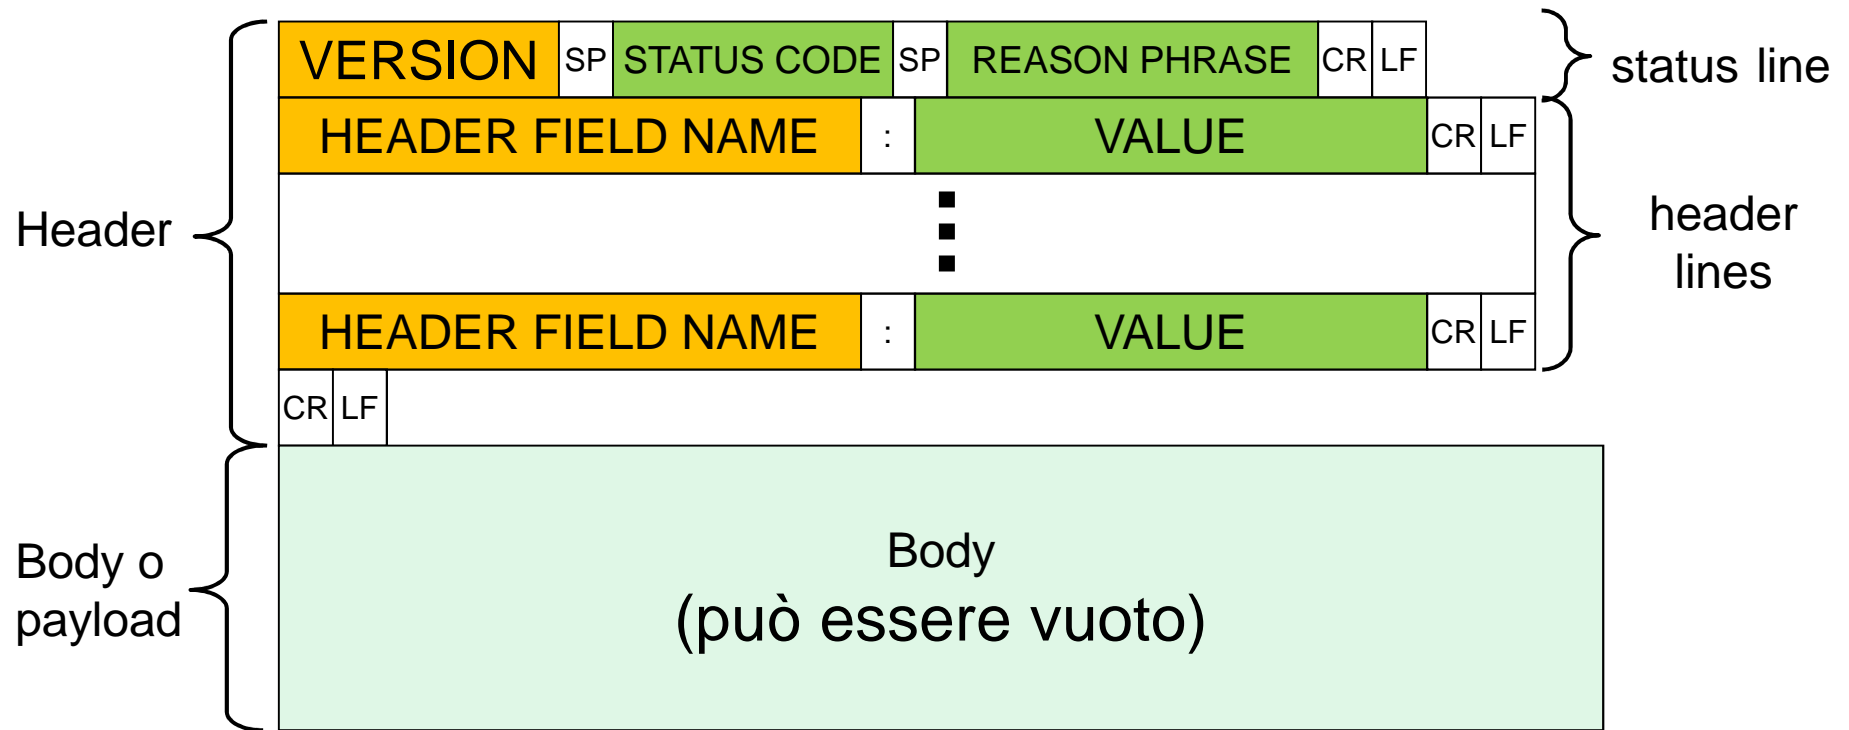 VERSION SP STATUS CODE SP REASON PHRASE CR LF
status line
HEADER FIELD NAME : VALUE CR LF
Header
header
lines
HEADER FIELD NAME : VALUE CR LF
CR LF
Body o
payload
Body
(può essere vuoto)